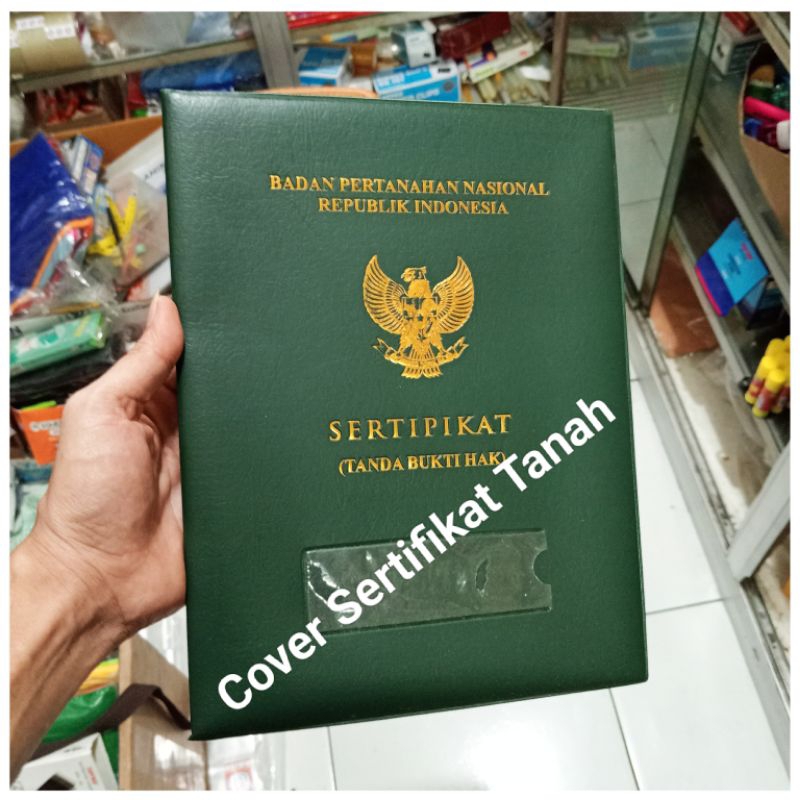 BADAN PERTANAHAN NASIONAL
REPUBLIK INDONESIA
SERTIPIKAT
(TANDA BUKTI HAK)
Cover Sertifikat Tanah